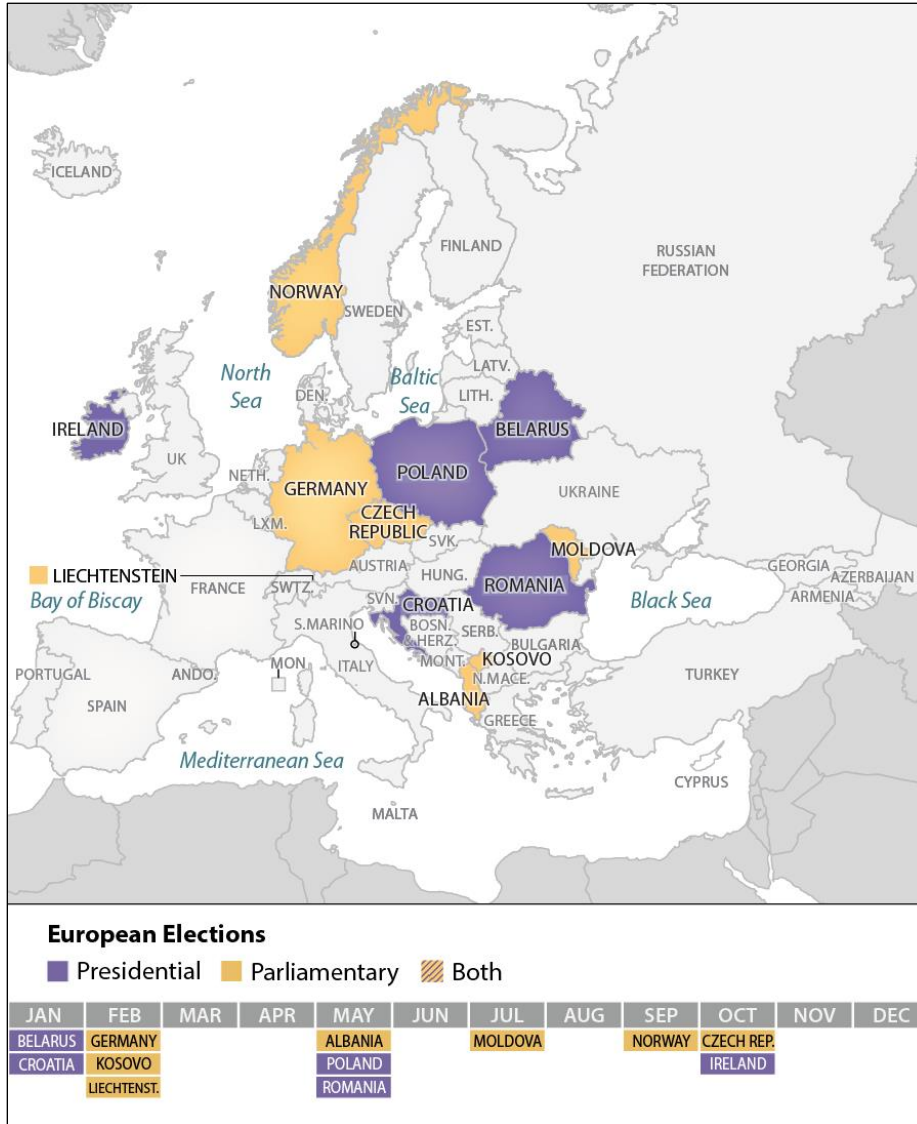 ICELAND
FINLAND
RUSSIAN
FEDERATION
NORWAY
SWEDEN
EST.
North
Sea
Baltic
Sea
LATV.
DEN.
LITH.
IRELAND
BELARUS
UK
NETH.
POLAND
GERMANY
UKRAINE
CZECH
REPUBLIC
LXM.
SVK.
MOLDOVA
LIECHTENSTEIN
AUSTRIA
HUNG.
ROMANIA
GEORGIA
FRANCE
SWTZ.
AZERBAIJAN
ARMENIA
Bay of Biscay
SVN.
CROATIA
Black Sea
S.MARINO
BOSN.
& HERZ.
SERB.
BULGARIA
MON.
ITALY
MONT.
KOSOVO
PORTUGAL
ANDO.
N.MACE.
TURKEY
SPAIN
ALBANIA
GREECE
Mediterranean Sea
CYPRUS
MALTA
European Elections
Presidential Parliamentary Both
JAN FEB MAR APR MAY JUN JUL AUG SEP OCT NOV DEC
BELARUS GERMANY ALBANIA MOLDOVA NORWAY CZECH REP.
CROATIA KOSOVO POLAND IRELAND
LIECHTENST. ROMANIA